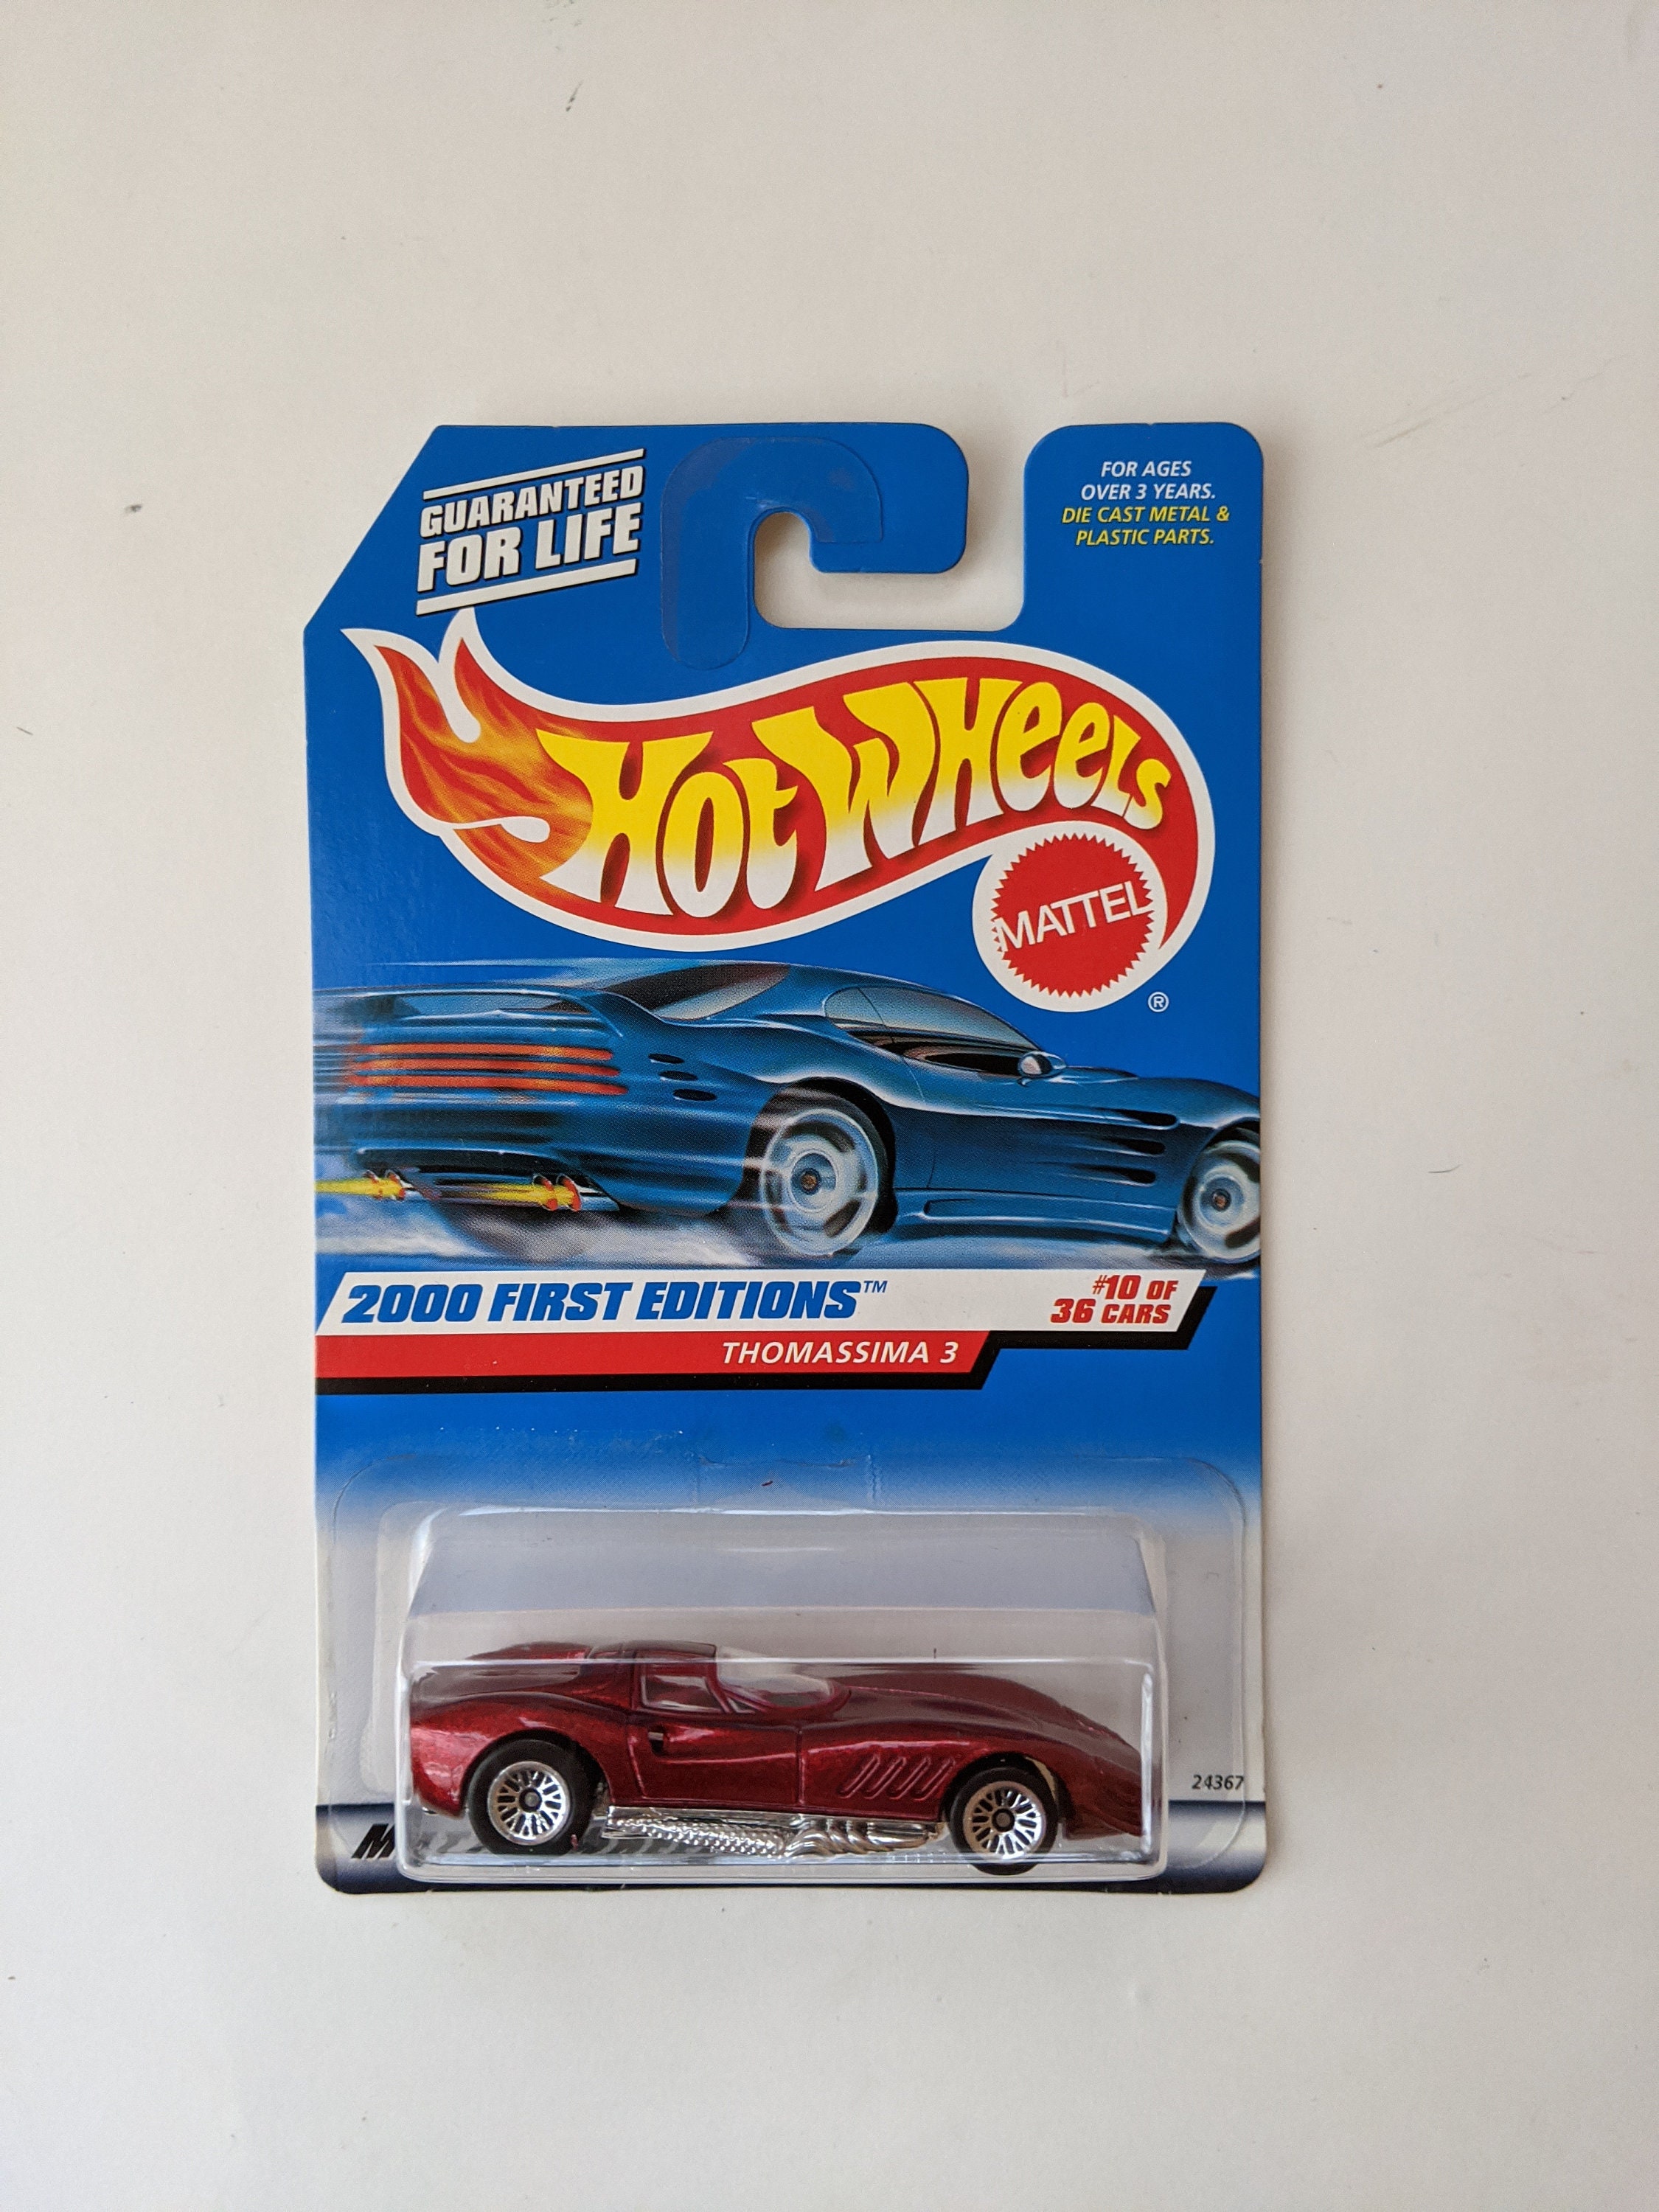 GUARANTEED
FOR LIFE
FOR AGES
OVER 3 YEARS.
DIE CAST METAL &
PLASTIC PARTS.
HOT WHEELS
MATTEL
®
2000 FIRST EDITIONS™
#10 OF
36 CARS
THOMASSIMA 3
24367